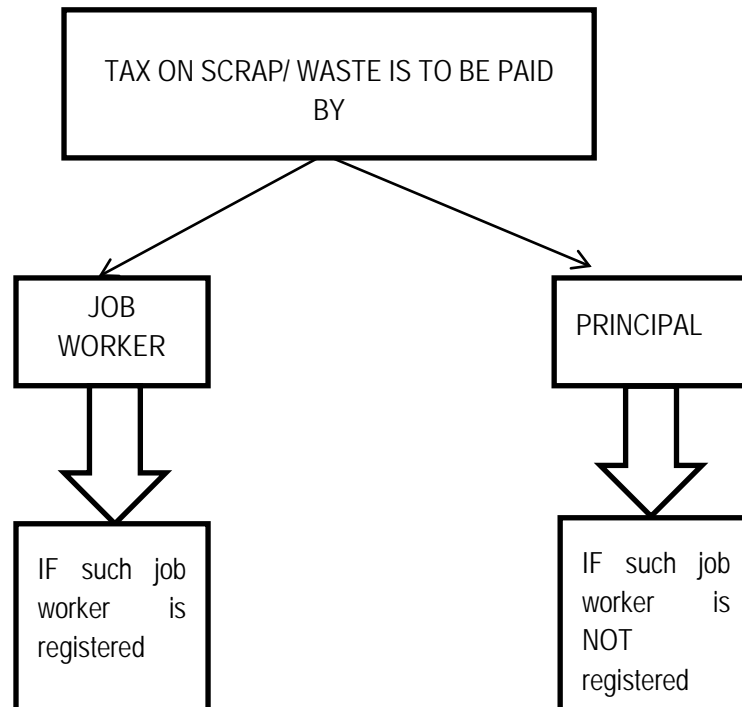 TAX ON SCRAP/ WASTE IS TO BE PAID
BY
JOB
WORKER
PRINCIPAL
IF such job
worker is
registered
IF such job
worker is
NOT
registered